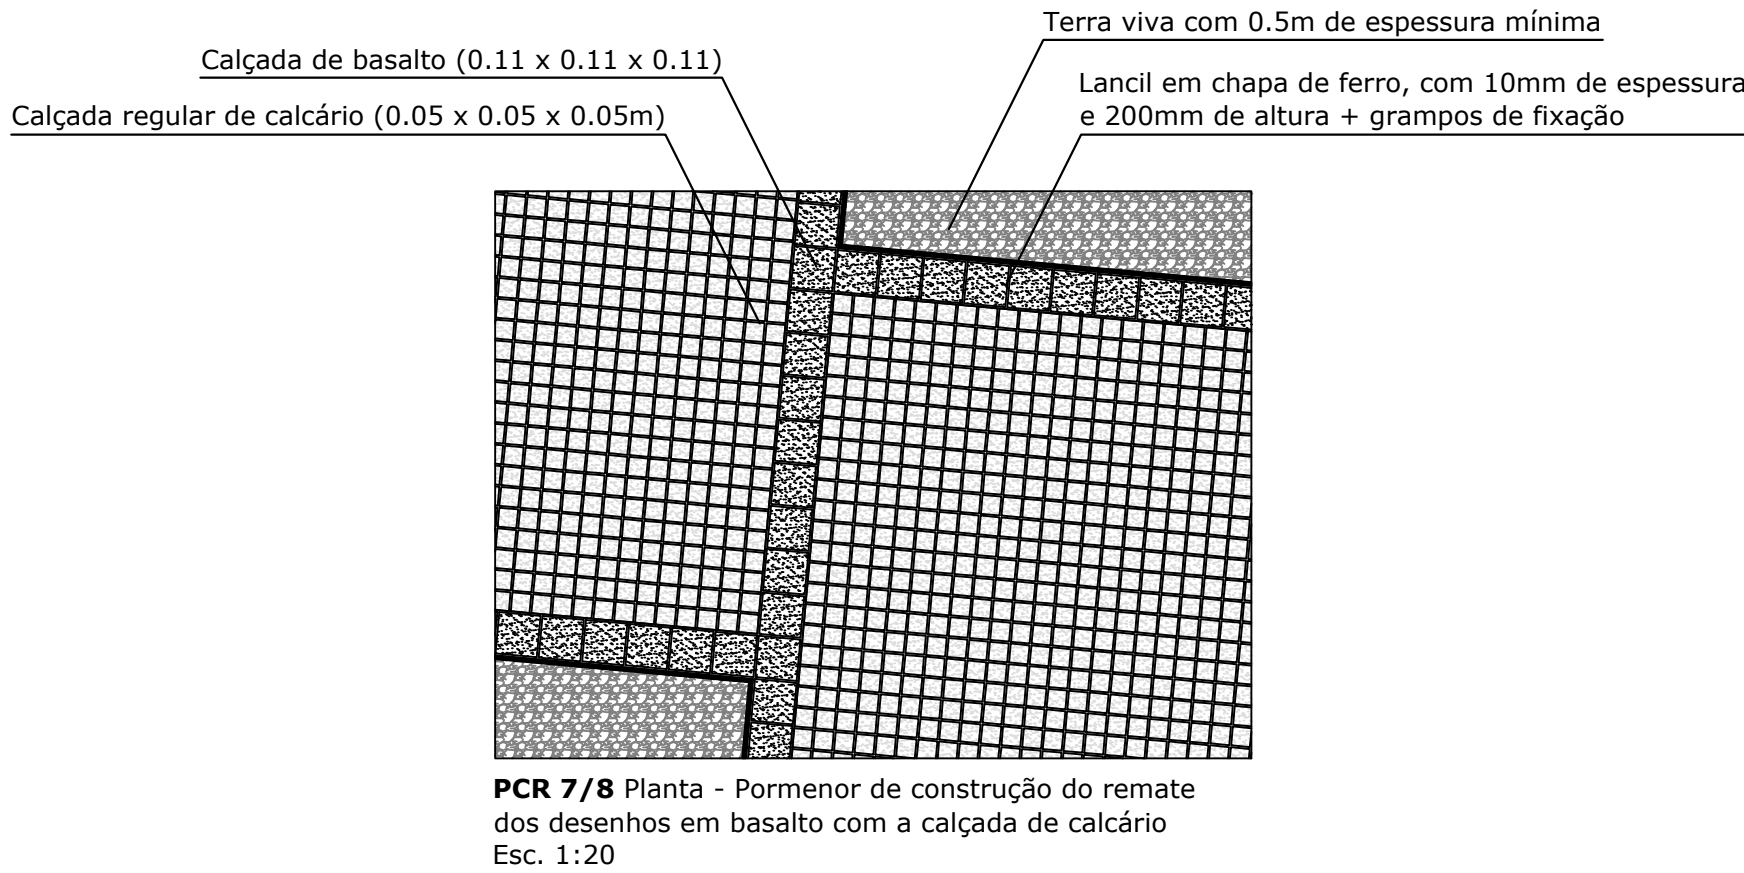 Terra viva com 0.5m de espessura mínima
Calçada de basalto (0.11 x 0.11 x 0.11)
Lancil em chapa de ferro, com 10mm de espessura
e 200mm de altura + grampos de fixação
Calçada regular de calcário (0.05 x 0.05 x 0.05m)
PCR 7/8 Planta - Pormenor de construção do remate
dos desenhos em basalto com a calçada de calcário
Esc. 1:20